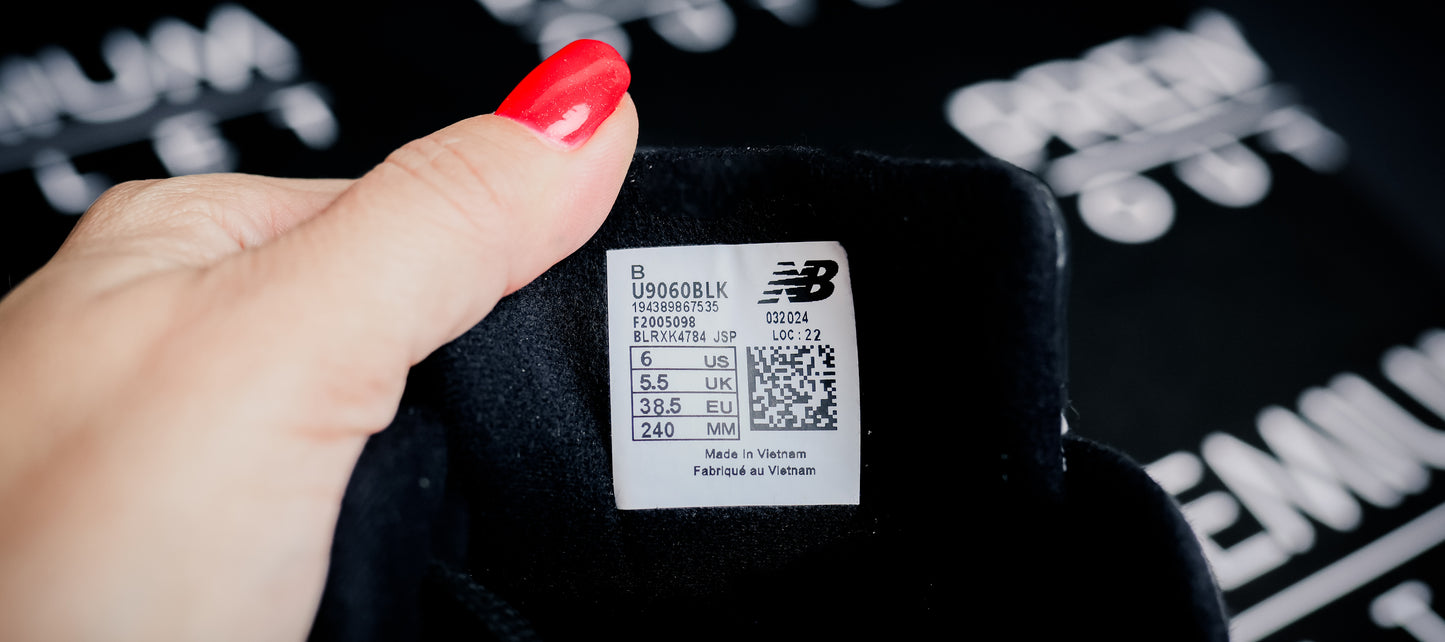 B
U9060BLK
194389867535
F2005098
BLRXK4784 JSP
NB
032024
LOC: 22
6 US
5.5 UK
38.5 EU
240 MM
Made In Vietnam
Fabriqué au Vietnam